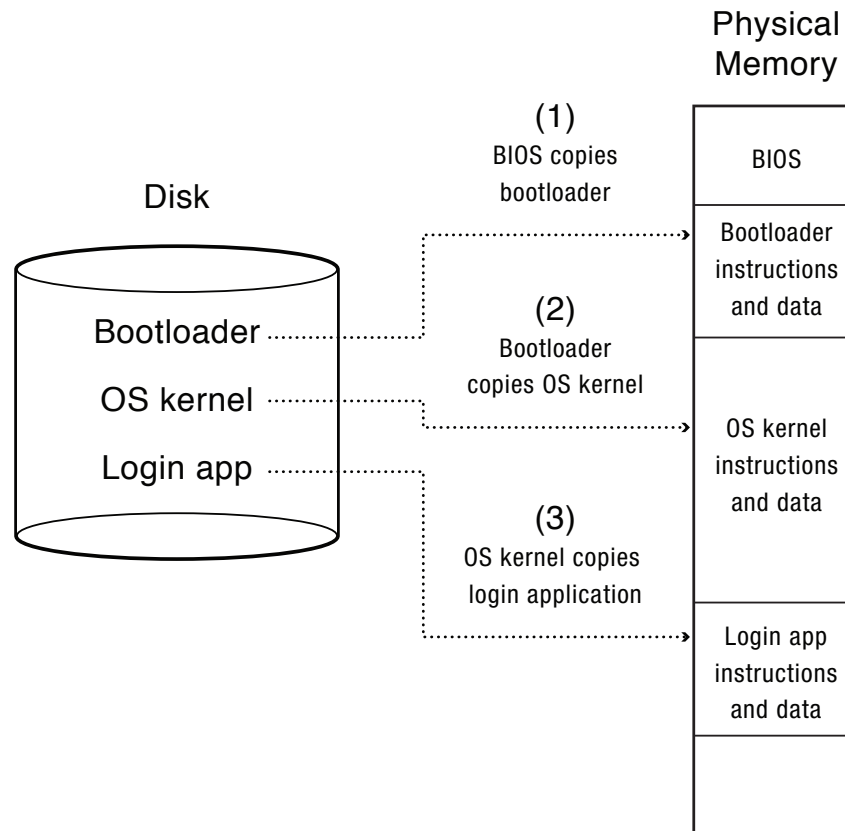 Physical
Memory
(1)
BIOS copies
bootloader
BIOS
Disk
Bootloader
instructions
and data
(2)
Bootloader
copies OS kernel
Bootloader
OS kernel
Login app
OS kernel
instructions
and data
(3)
OS kernel copies
login application
Login app
instructions
and data